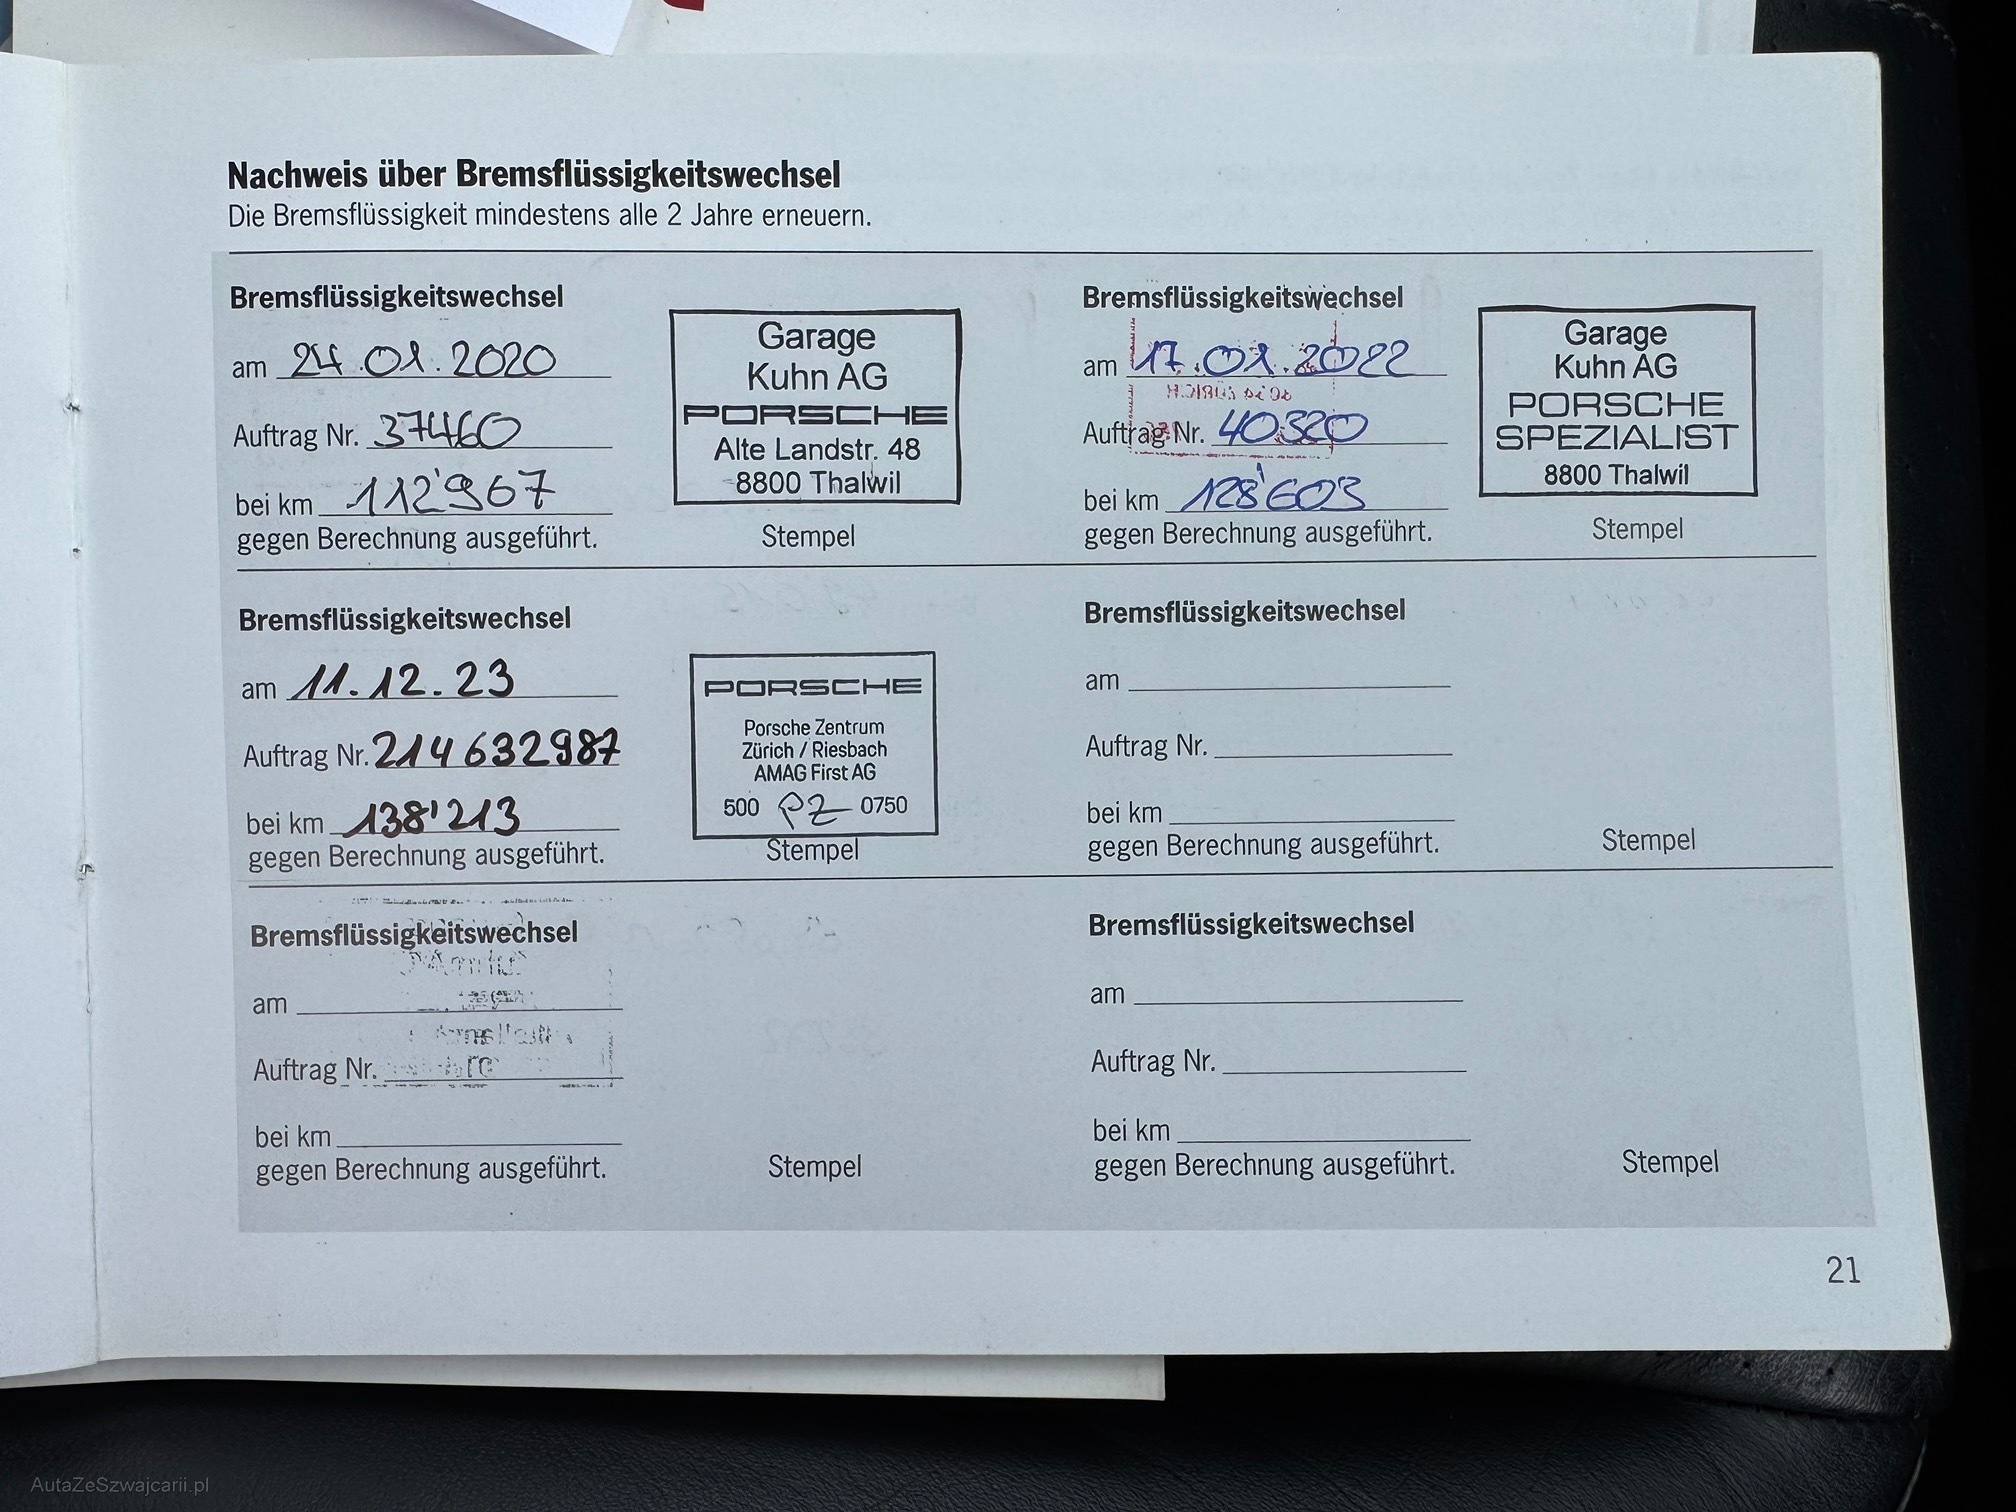 Nachweis über Bremsflüssigkeitswechsel
Die Bremsflüssigkeit mindestens alle 2 Jahre erneuern.
Bremsflüssigkeitswechsel
am 24.01.2020
Auftrag Nr. 37460
bei km 112'967
gegen Berechnung ausgeführt.
Garage
Kuhn AG
PORSCHE
Alte Landstr. 48
8800 Thalwil
Stempel
Bremsflüssigkeitswechsel
am 17.01.2022
Auftrag Nr. 40320
bei km 128'603
gegen Berechnung ausgeführt.
Garage
Kuhn AG
PORSCHE
SPEZIALIST
8800 Thalwil
Stempel
Bremsflüssigkeitswechsel
am 11.12.23
Auftrag Nr. 214632987
bei km 138'213
gegen Berechnung ausgeführt.
PORSCHE
Porsche Zentrum
Zürich / Riesbach
AMAG First AG
500 PZ 0750
Stempel
Bremsflüssigkeitswechsel
am
Auftrag Nr.
bei km
gegen Berechnung ausgeführt.
Stempel
Bremsflüssigkeitswechsel
am
Auftrag Nr.
bei km
gegen Berechnung ausgeführt.
Stempel
Bremsflüssigkeitswechsel
am
Auftrag Nr.
bei km
gegen Berechnung ausgeführt.
Stempel
21
AutaZeSzwajcarii.pl